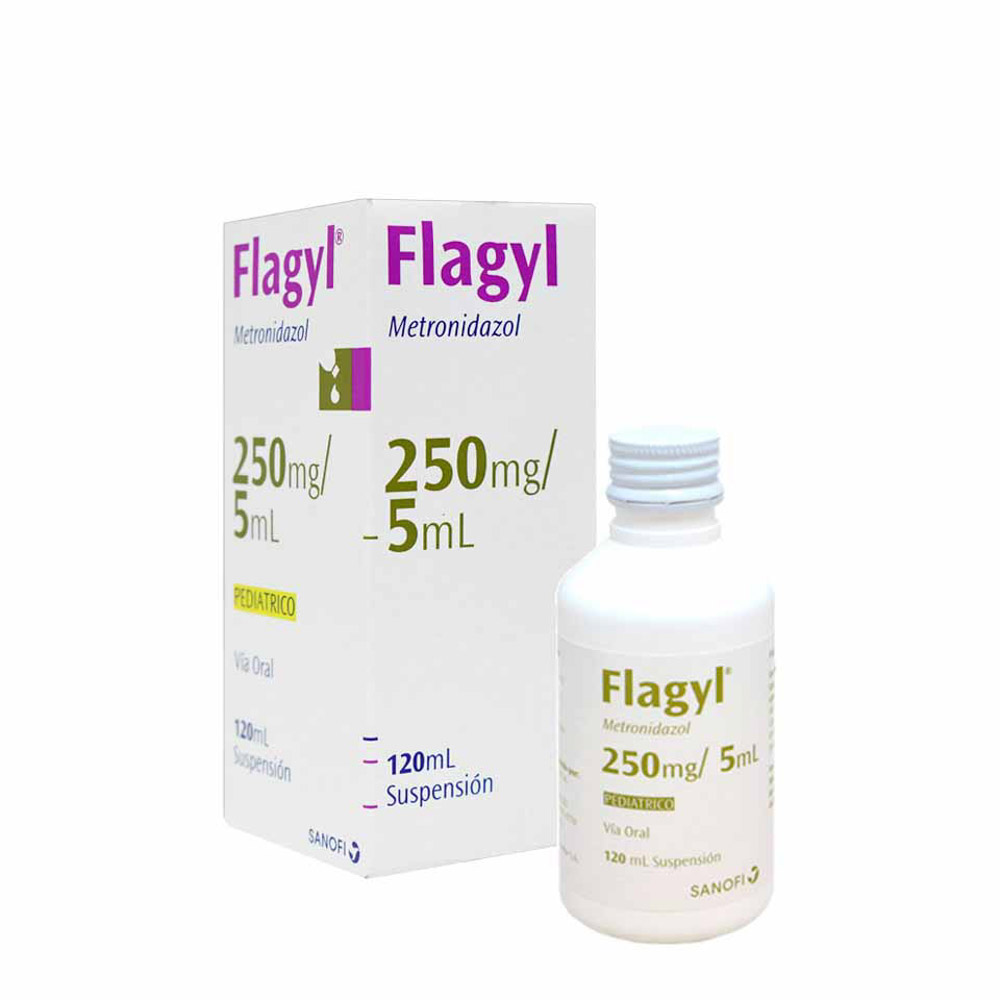 Flagyl®
Metronidazol
250mg/
5mL
PEDIATRICO
Vía Oral
120mL
Suspensión
SANOFI
Flagyl
Metronidazol
250mg/
5mL
120mL
Suspensión
Flagyl®
Metronidazol
250mg/ 5mL
PEDIATRICO
Vía Oral
120 mL Suspensión
SANOFI